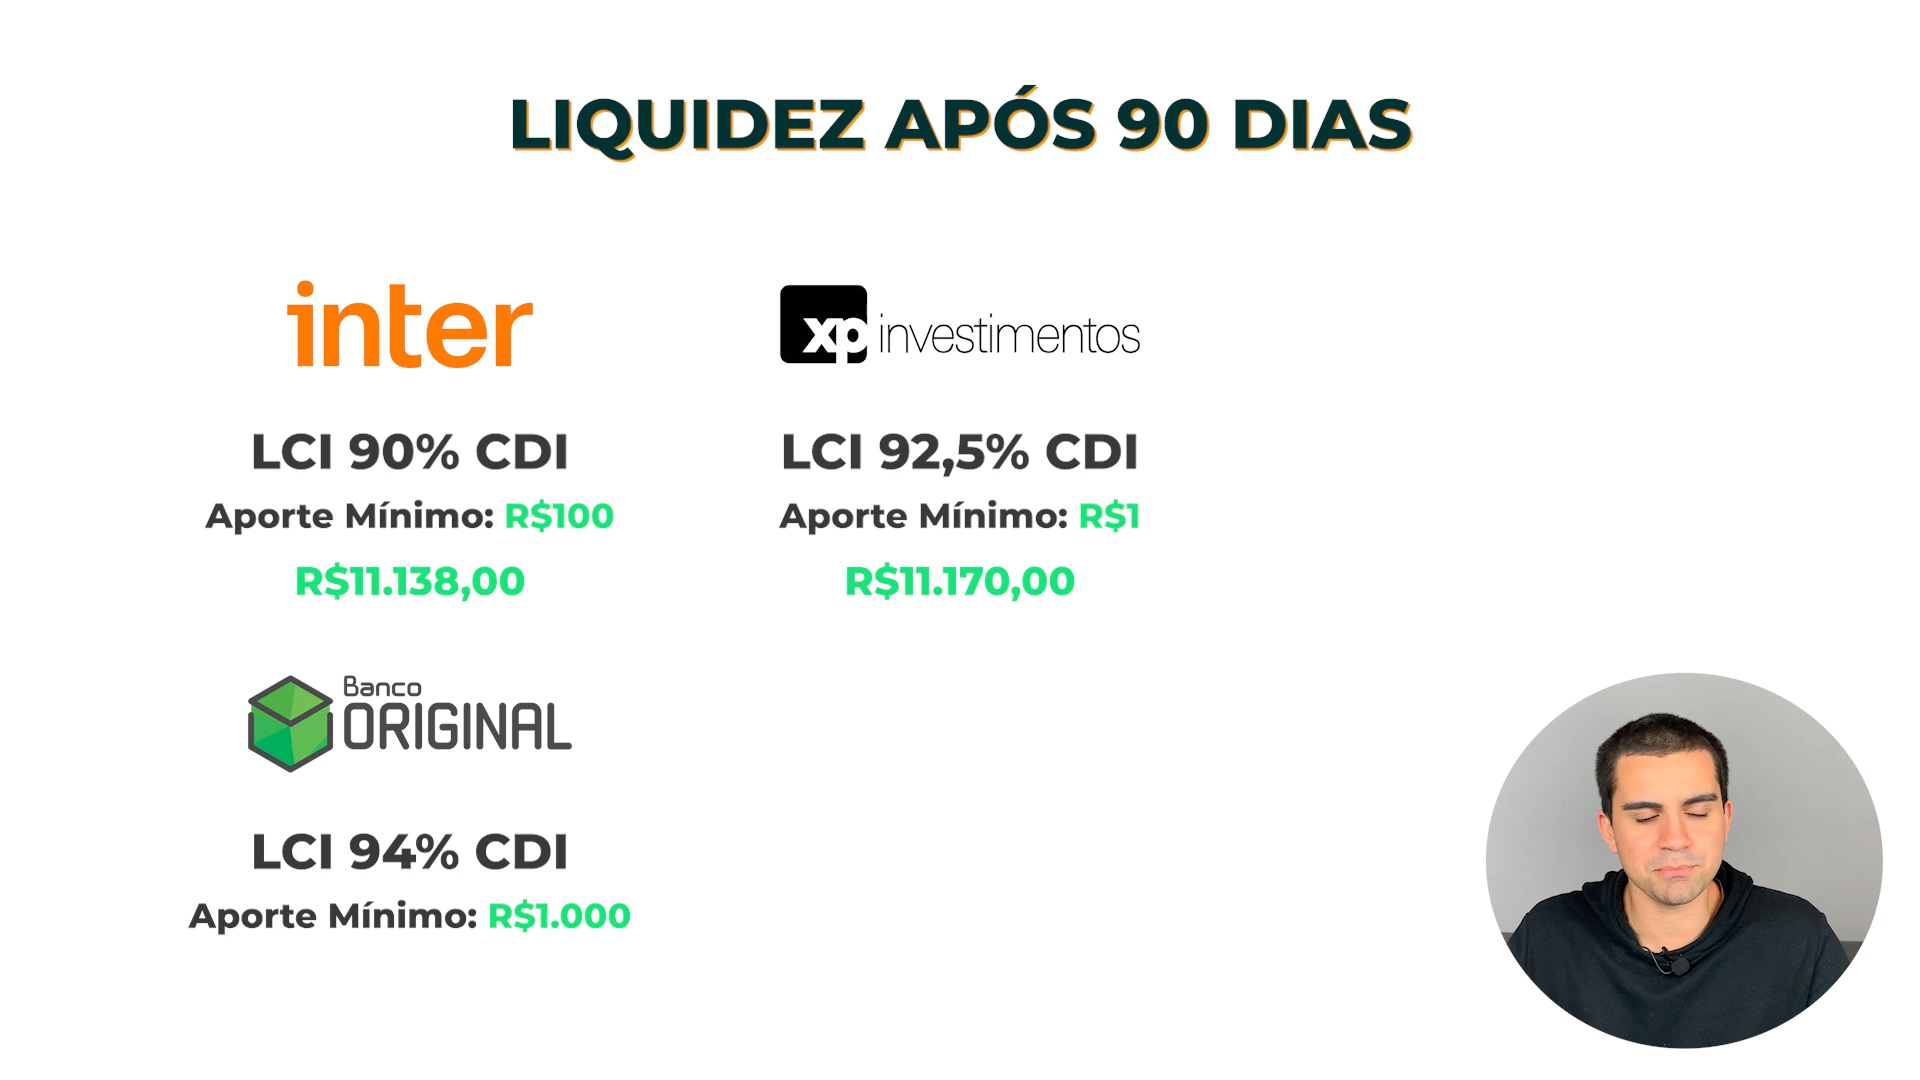 LIQUIDEZ APÓS 90 DIAS
inter
LCI 90% CDI
Aporte Mínimo: R$100
R$11.138,00
xp investimentos
LCI 92,5% CDI
Aporte Mínimo: R$1
R$11.170,00
Banco
ORIGINAL
LCI 94% CDI
Aporte Mínimo: R$1.000